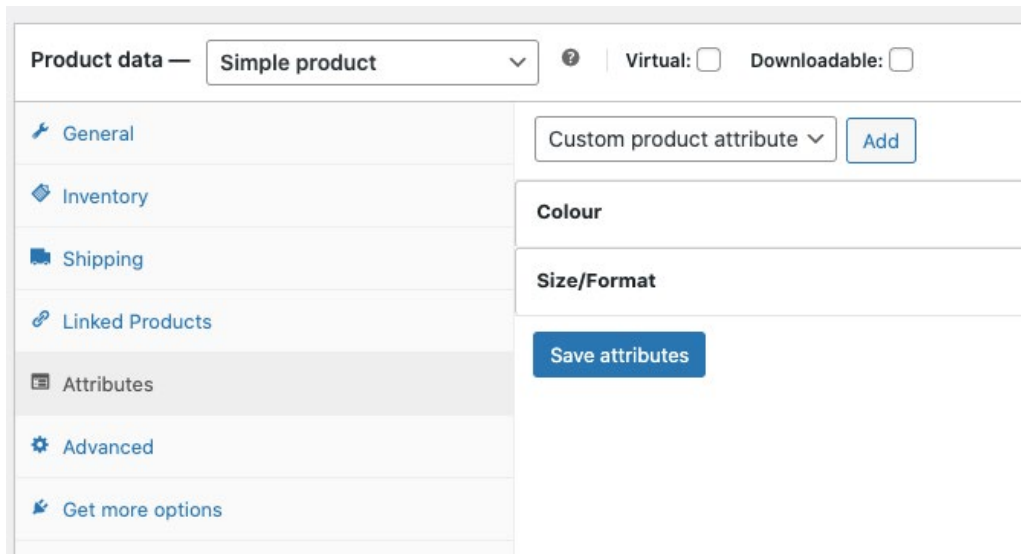 Product data — Simple product Virtual: Downloadable:
General
Custom product attribute Add
Inventory
Colour
Shipping
Size/Format
Linked Products
Save attributes
Attributes
Advanced
Get more options